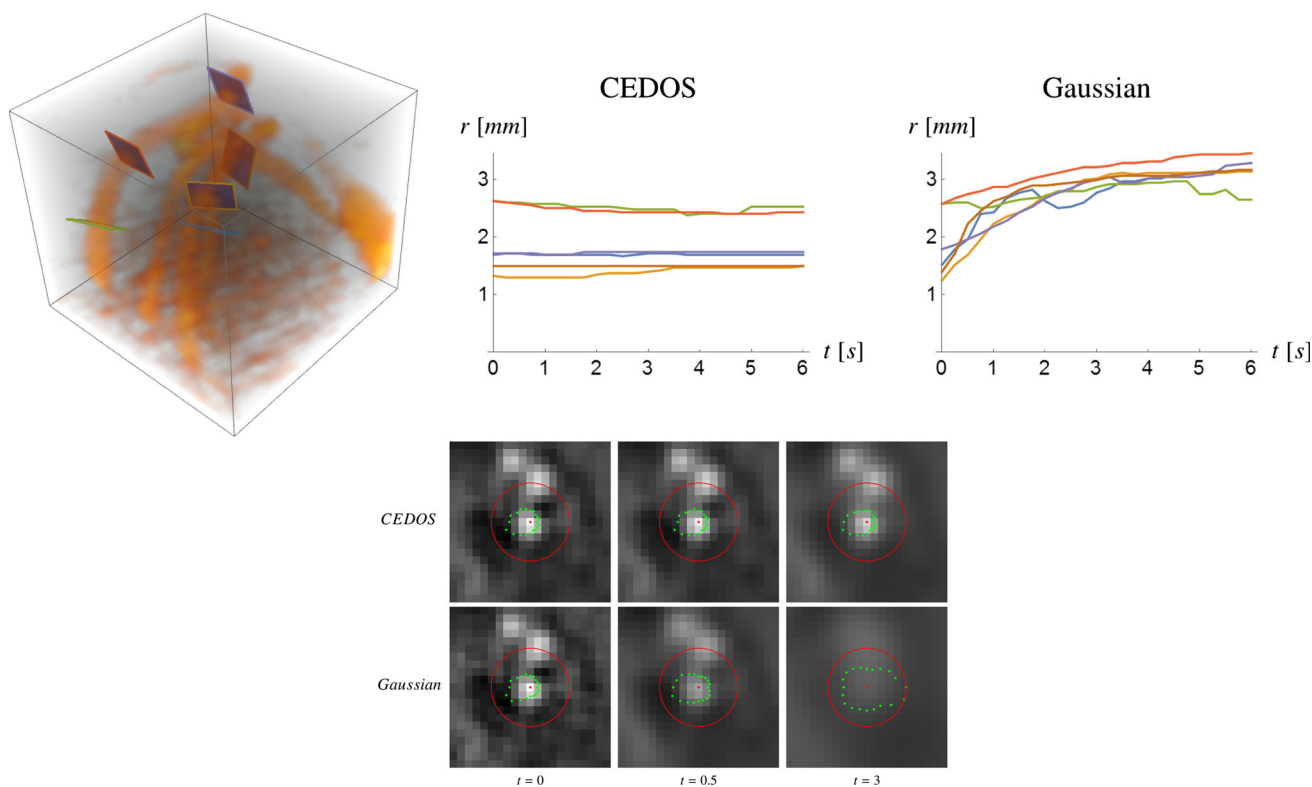 CEDOS
Gaussian
r [mm]
r [mm]
3
2
1
0 1 2 3 4 5 6
t [s]
3
2
1
0 1 2 3 4 5 6
t [s]
CEDOS
Gaussian
t = 0
t = 0.5
t = 3